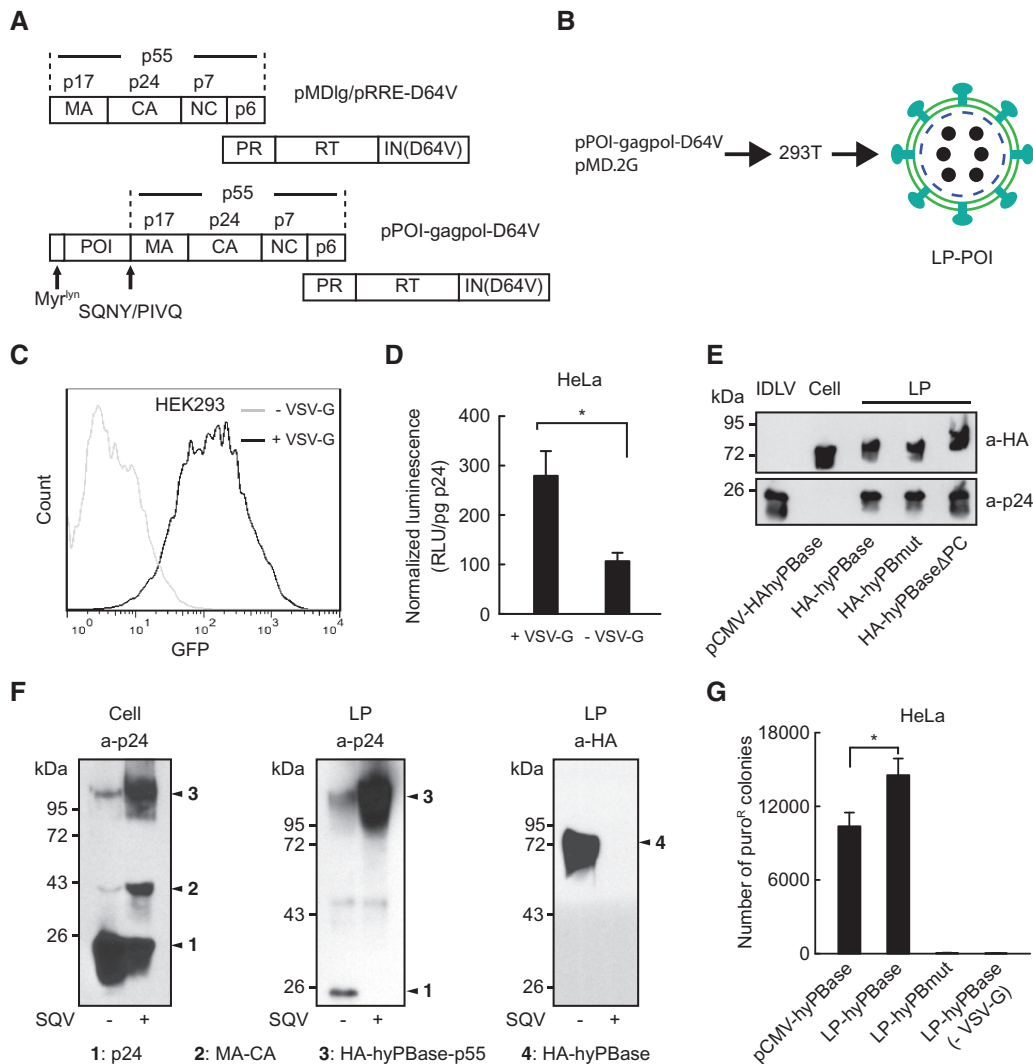 A
p55
p17 p24 p7
MA CA NC p6
pMDlg/pRRE-D64V
PR RT IN(D64V)
p55
p17 p24 p7
POI MA CA NC p6
pPOI-gagpol-D64V
PR RT IN(D64V)
Myrlyn
SQNY/PIVQ
B
pPOI-gagpol-D64V
pMD.2G
293T
LP-POI
C
HEK293
- VSV-G
+ VSV-G
Count
10⁰ 10¹ 10² 10³ 10⁴
GFP
D
HeLa
*
Normalized luminescence
(RLU/pg p24)
400
300
200
100
0
+ VSV-G - VSV-G
E
IDLV Cell LP
kDa
95
72
a-HA
26
a-p24
pCMV-HAhyPBase
HA-hyPBase
HA-hyPBmut
HA-hyPBaseΔPC
F
Cell
a-p24
kDa
95
72
43
26
3
2
1
SQV - +
LP
a-p24
kDa
95
72
43
26
3
1
SQV - +
LP
a-HA
kDa
95
72
43
26
4
SQV - +
1: p24 2: MA-CA 3: HA-hyPBase-p55 4: HA-hyPBase
G
HeLa
*
Number of puroᴿ colonies
18000
12000
6000
0
pCMV-hyPBase
LP-hyPBase
LP-hyPBmut
LP-hyPBase
(- VSV-G)